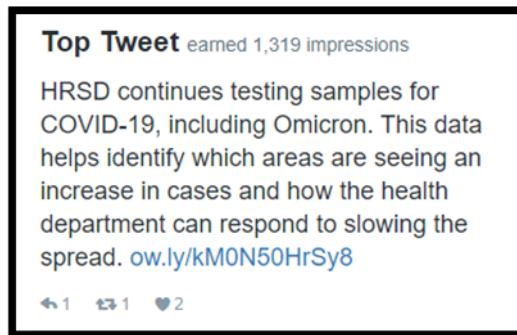 Top Tweet earned 1,319 impressions
HRSD continues testing samples for
COVID-19, including Omicron. This data
helps identify which areas are seeing an
increase in cases and how the health
department can respond to slowing the
spread. ow.ly/kM0N50HrSy8
1 1 2